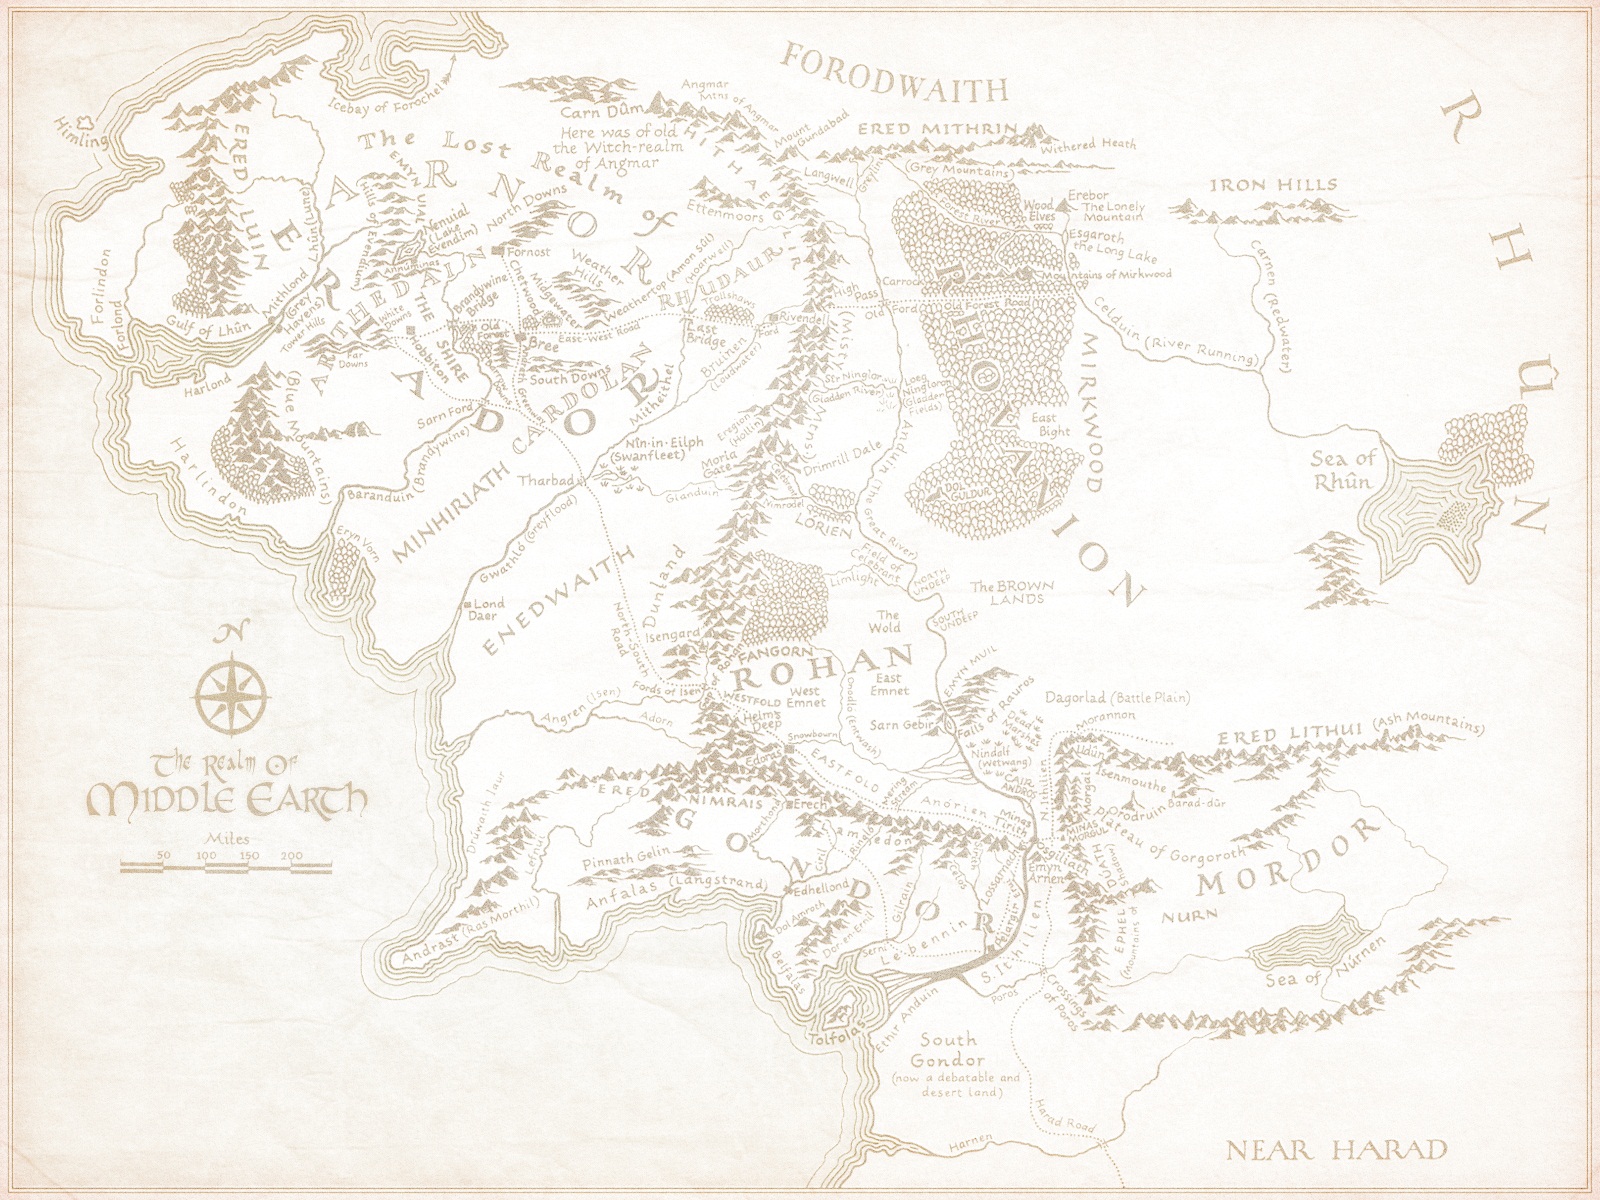 FORODWAITH
RHÛN
Himling
Icebay of Forochel
Carn Dûm
Angmar
Mtns of Angmar
Mount Gundabad
Here was of old
the Witch-realm
of Angmar
ERED MITHRIN
(Grey Mountains)
Withered Heath
IRON HILLS
The Lost Realm of
ARNOR
ERED LUIN
(Blue Mountains)
Lhûn (Lune)
ERIADOR
EMYN UIAL
Hills of Evendim
Nenuial
(Lake
Evendim)
Annúminas
North Downs
Fornost
HITHAEGLIR
(Misty Mtns)
Ettenmoors
Langwell
Greylin
Forest River
Wood
Elves
Erebor
The Lonely
Mountain
Esgaroth
the Long Lake
Mountains of Mirkwood
Carnen (Redwater)
Celduin (River Running)
Forlindon
Forlond
Gulf of Lhûn
Mithlond
(Grey
Havens)
Tower Hills
ARTHEDAIN
White
Downs
Far
Downs
THE SHIRE
Hobbiton
Brandywine
Bridge
Old
Forest
Chetwood
Midgewater
Bree
Weather
Hills
Weathertop (Amon Sûl)
(Hoarwell)
RHUDAUR
Trollshaws
Last
Bridge
East-West Road
Ford
Rivendel
High
Pass
Carrock
Old Ford
Old Forest Road
RHOVANION
MIRKWOOD
East
Bight
DOL
GULDUR
Harlond
Harlindon
Sarn Ford
South Downs
Greenway
CARDOLAN
Mitheithel
Bruinen
(Loudwater)
Baranduin (Brandywine)
MINHIRIATH
Eryn Vorn
Tharbad
Nîn-in-Eilph
(Swanfleet)
Glanduin
Eregion
(Hollin)
Moria
Gate
Drimrill Dale
Nimrodel
LORIEN
Sîr Ninglor
(Gladden River)
Loeg
Ningloron
(Gladden
Fields)
Anduin (The Great River)
Field of
Celebrant
Limlight
NORTH
UNDEEP
SOUTH
UNDEEP
The BROWN
LANDS
The
Wold
Sea of
Rhûn
Gwathló (Greyflood)
Lond
Daer
ENEDWAITH
Dunland
North-South
Road
Isengard
Gap of Rohan
FANGORN
ROHAN
WESTFOLD
West
Emnet
East
Emnet
Fords of Isen
Helm's
Deep
Angren (Isen)
Adorn
Snowbourn
Edoras
EASTFOLD
Onodló (Entwash)
Sarn Gebir
EMYN MUIL
Falls of Rauros
Dead
Marshes
Nindalf
(Wetwang)
CAIR
ANDROS
Mering
Stream
Anórien
Dagorlad (Battle Plain)
Morannon
Udûn
Isenmouthe
ERED LITHUI (Ash Mountains)
Barad-dûr
Orodruin
Plateau of Gorgoroth
Morgai
MINAS
MORGUL
MORDOR
NURN
Sea of Núrnen
EPHEL DÚATH
(Mountains of Shadow)
N. Ithilien
S. Ithilien
Minas
Tirith
Osgiliath
Emyn
Arnen
Lossarnach
Pelargir
Drúwaith Iaur
ERED NIMRAIS
Erech
Morthond
Lamedon
Ringló
Ciril
Lefnui
Pinnath Gelin
Anfalas (Langstrand)
Andrast (Ras Morthil)
GONDOR
Edhellond
Dol Amroth
Dor-en-Ernil
Belfalas
Gilrain
Serni
Celos
Lebennin
Tolfolas
Ethir Anduin
Poros
Crossings
of Poros
South
Gondor
(now a debatable and
desert land)
Harad Road
Harnen
NEAR HARAD
N
The Realm Of
Middle Earth
Miles
50 100 150 200